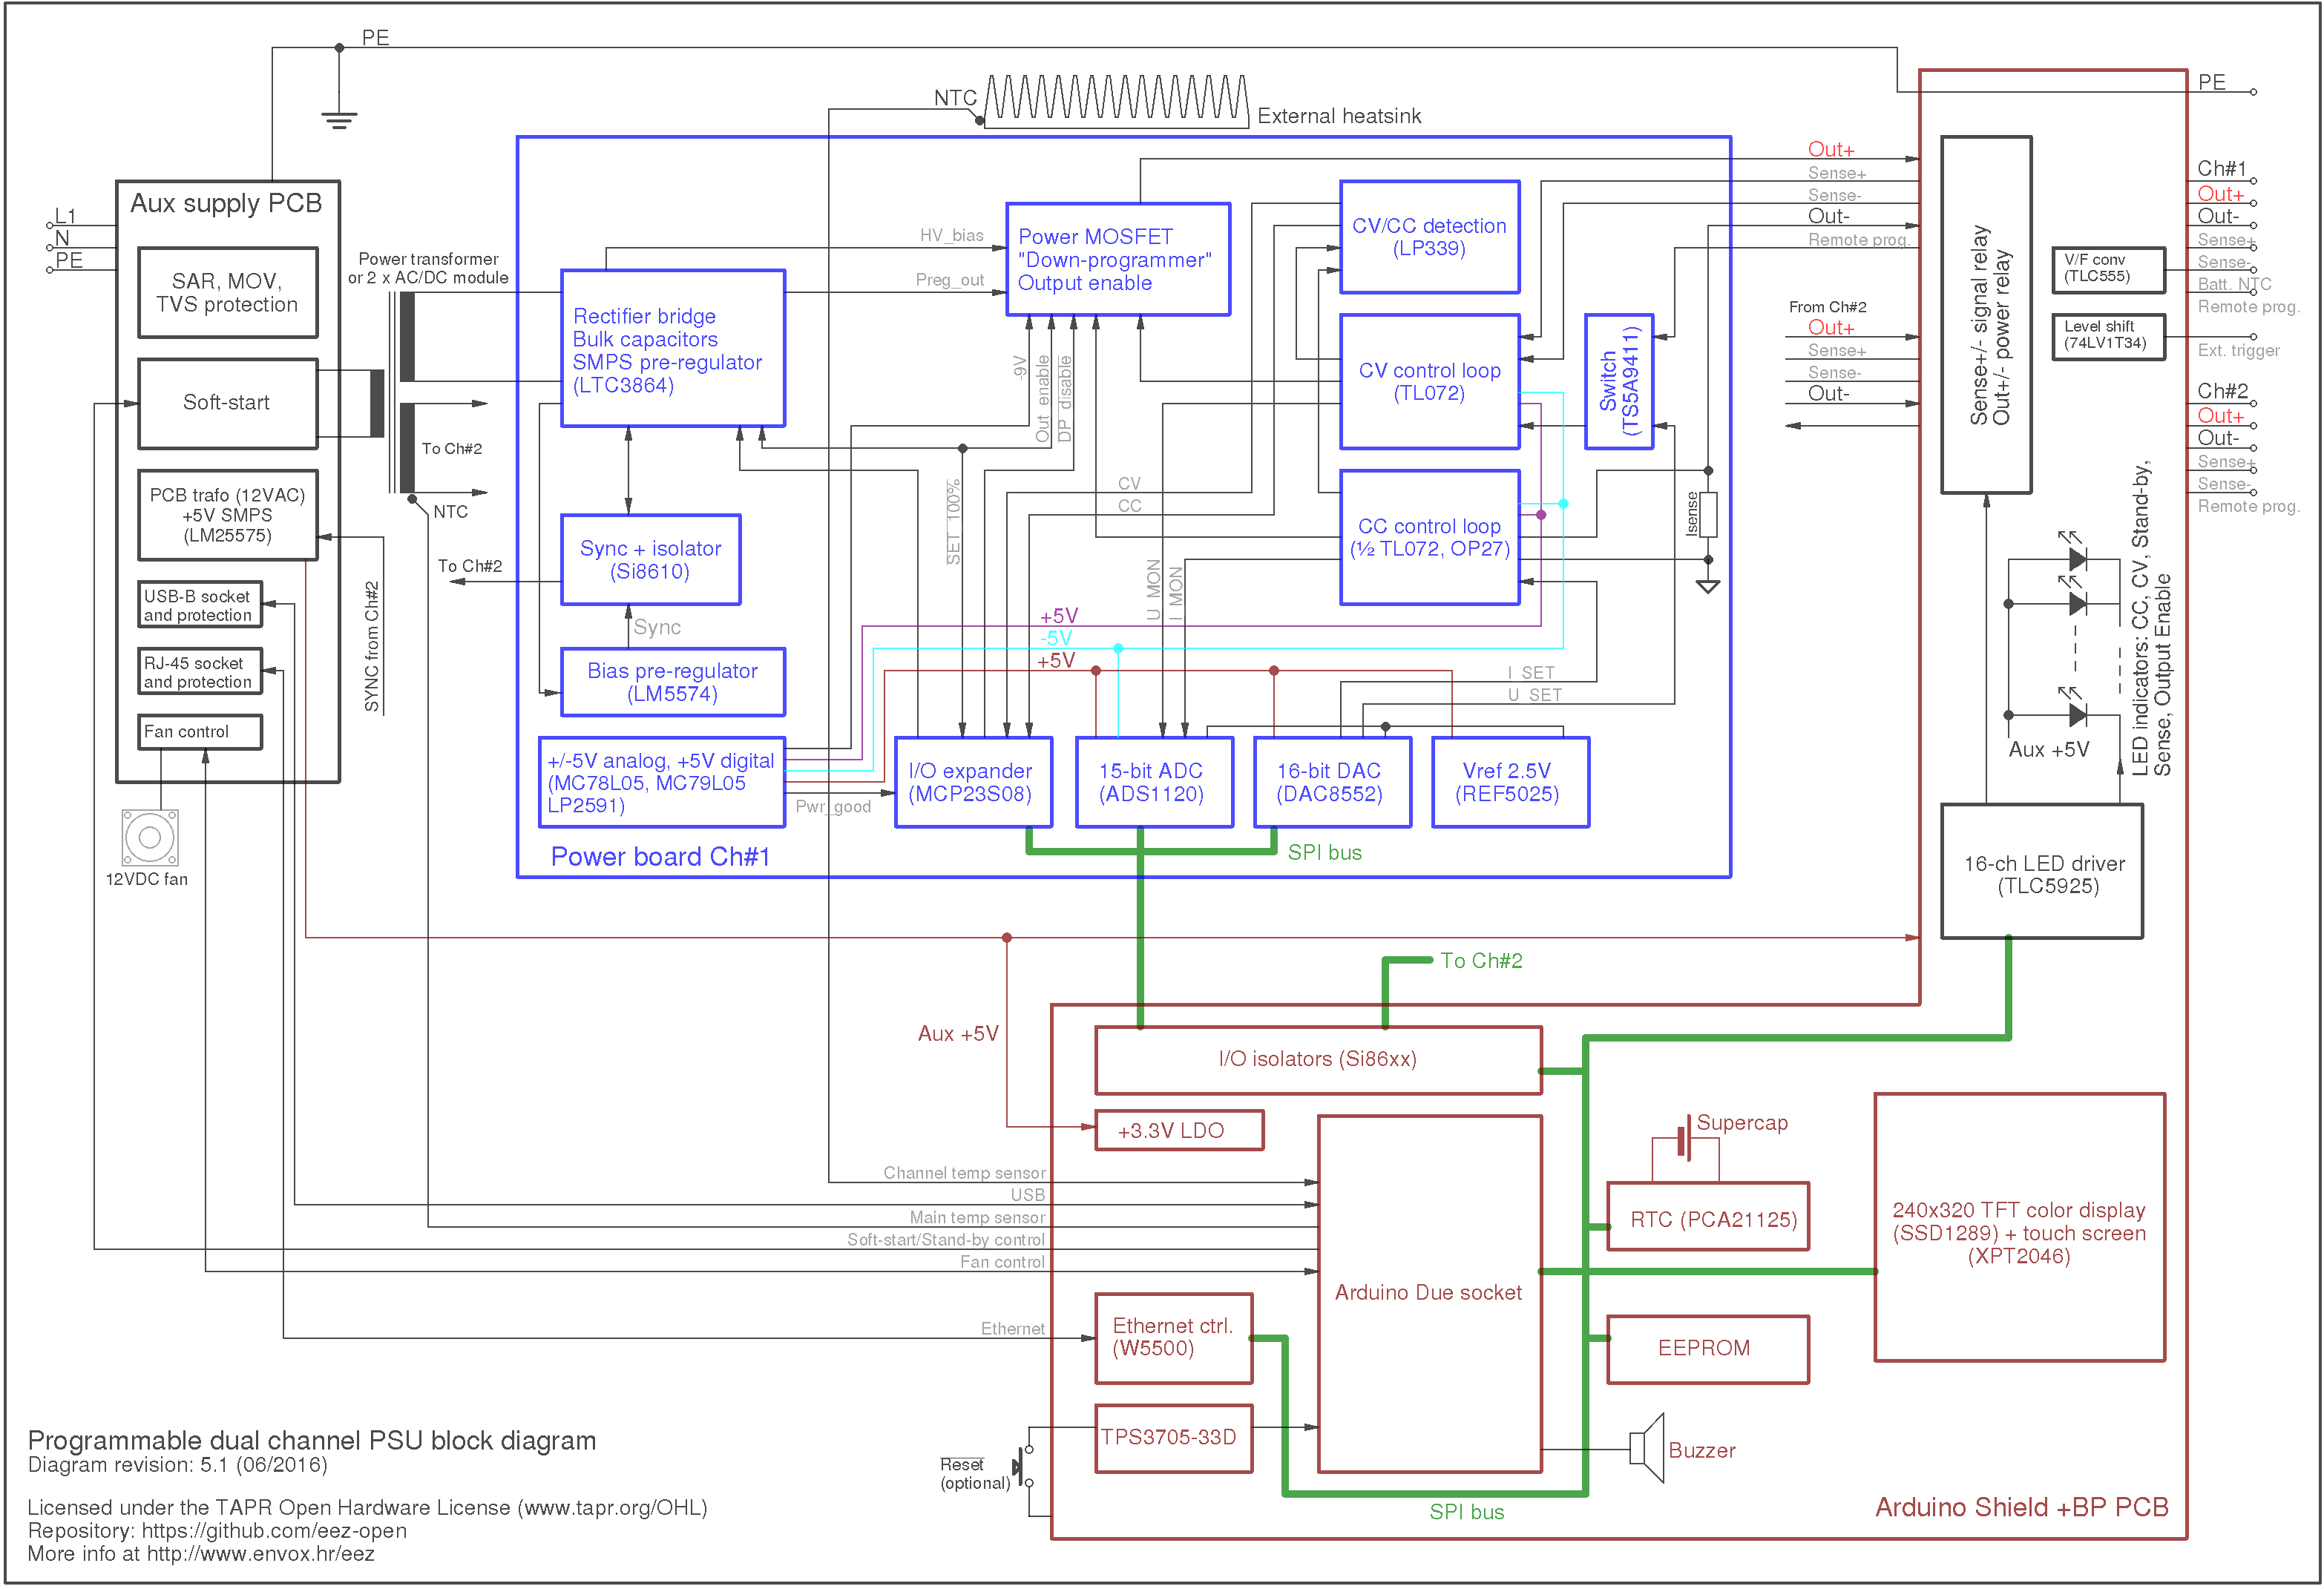 PE
NTC
External heatsink
PE
Aux supply PCB
L1
N
PE
SAR, MOV,
TVS protection
Soft-start
PCB trafo (12VAC)
+5V SMPS
(LM25575)
USB-B socket
and protection
RJ-45 socket
and protection
Fan control
12VDC fan
SYNC from Ch#2
Power transformer
or 2 x AC/DC module
To Ch#2
NTC
To Ch#2
Rectifier bridge
Bulk capacitors
SMPS pre-regulator
(LTC3864)
HV_bias
Preg_out
Power MOSFET
"Down-programmer"
Output enable
-9V
Out_enable
DP_disable
CV/CC detection
(LP339)
CV control loop
(TL072)
Switch
(TS5A9411)
CC control loop
(½ TL072, OP27)
Isense
CV
CC
SET_100%
U_MON
I_MON
Sync + isolator
(Si8610)
Sync
Bias pre-regulator
(LM5574)
+5V
-5V
+5V
I_SET
U_SET
+/-5V analog, +5V digital
(MC78L05, MC79L05
LP2591)
Pwr_good
I/O expander
(MCP23S08)
15-bit ADC
(ADS1120)
16-bit DAC
(DAC8552)
Vref 2.5V
(REF5025)
Power board Ch#1
SPI bus
Out+
Sense+
Sense-
Out-
Remote prog.
From Ch#2
Out+
Sense+
Sense-
Out-
Sense+/- signal relay
Out+/- power relay
V/F conv
(TLC555)
Level shift
(74LV1T34)
Ch#1
Out+
Out-
Sense+
Sense-
Batt. NTC
Remote prog.
Ext. trigger
Ch#2
Out+
Out-
Sense+
Sense-
Remote prog.
LED indicators: CC, CV, Stand-by,
Sense, Output Enable
Aux +5V
16-ch LED driver
(TLC5925)
To Ch#2
Aux +5V
I/O isolators (Si86xx)
+3.3V LDO
Channel temp sensor
USB
Main temp sensor
Soft-start/Stand-by control
Fan control
Ethernet
Arduino Due socket
Supercap
RTC (PCA21125)
240x320 TFT color display
(SSD1289) + touch screen
(XPT2046)
Ethernet ctrl.
(W5500)
EEPROM
TPS3705-33D
Reset
(optional)
Buzzer
SPI bus
Arduino Shield +BP PCB
Programmable dual channel PSU block diagram
Diagram revision: 5.1 (06/2016)
Licensed under the TAPR Open Hardware License (www.tapr.org/OHL)
Repository: https://github.com/eez-open
More info at http://www.envox.hr/eez